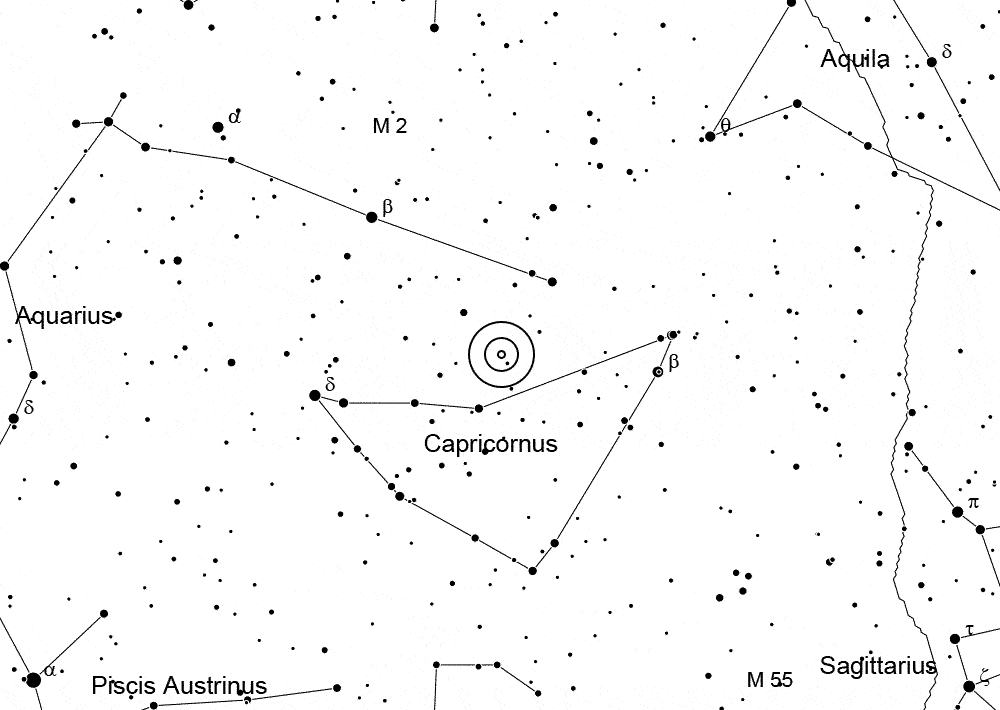 Aquila
δ
α
M 2
θ
β
Aquarius
β
δ
δ
Capricornus
π
τ
α
Sagittarius
ζ
Piscis Austrinus
M 55